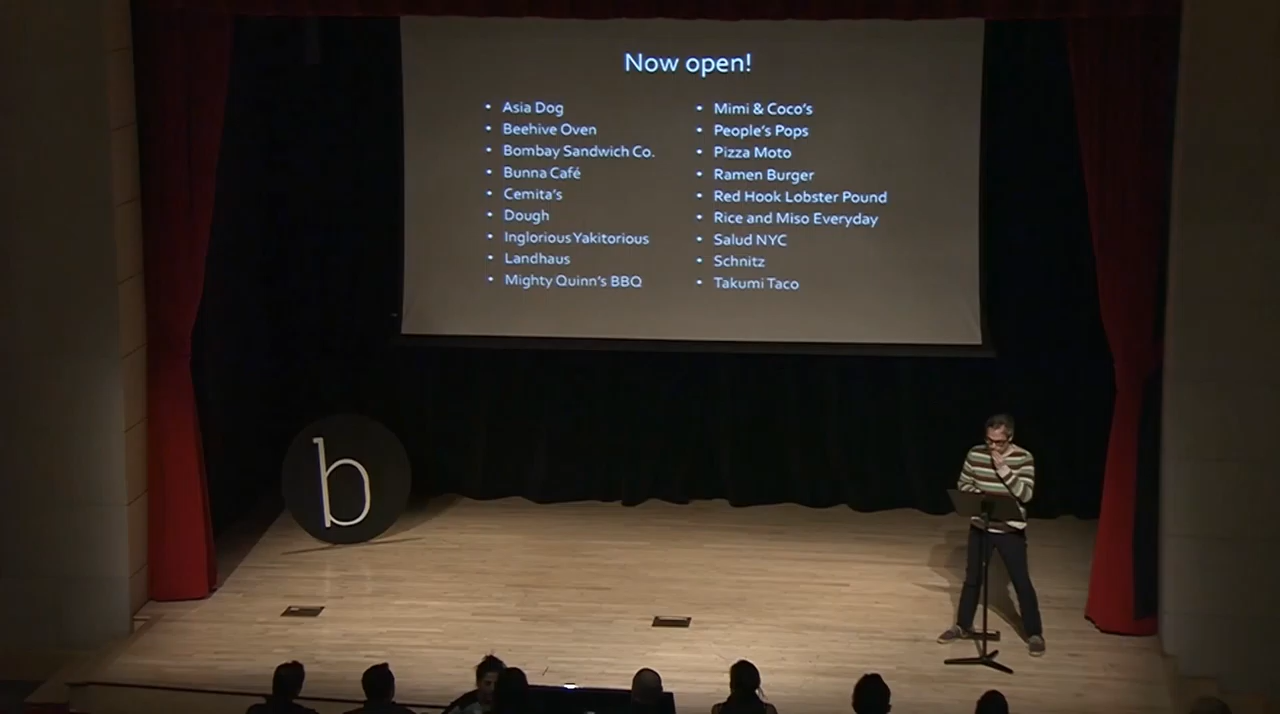 Now open!
• Asia Dog
• Beehive Oven
• Bombay Sandwich Co.
• Bunna Café
• Cemita's
• Dough
• Inglorious Yakitorious
• Landhaus
• Mighty Quinn's BBQ
• Mimi & Coco's
• People's Pops
• Pizza Moto
• Ramen Burger
• Red Hook Lobster Pound
• Rice and Miso Everyday
• Salud NYC
• Schnitz
• Takumi Taco
b